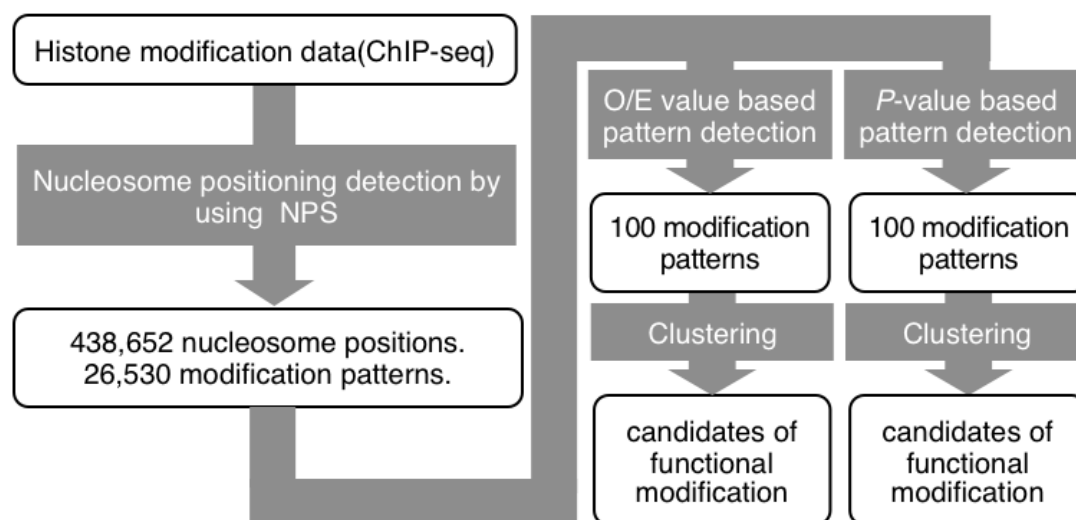 Histone modification data(ChIP-seq)
Nucleosome positioning detection by
using NPS
438,652 nucleosome positions.
26,530 modification patterns.
O/E value based
pattern detection
100 modification
patterns
Clustering
candidates of
functional
modification
P-value based
pattern detection
100 modification
patterns
Clustering
candidates of
functional
modification